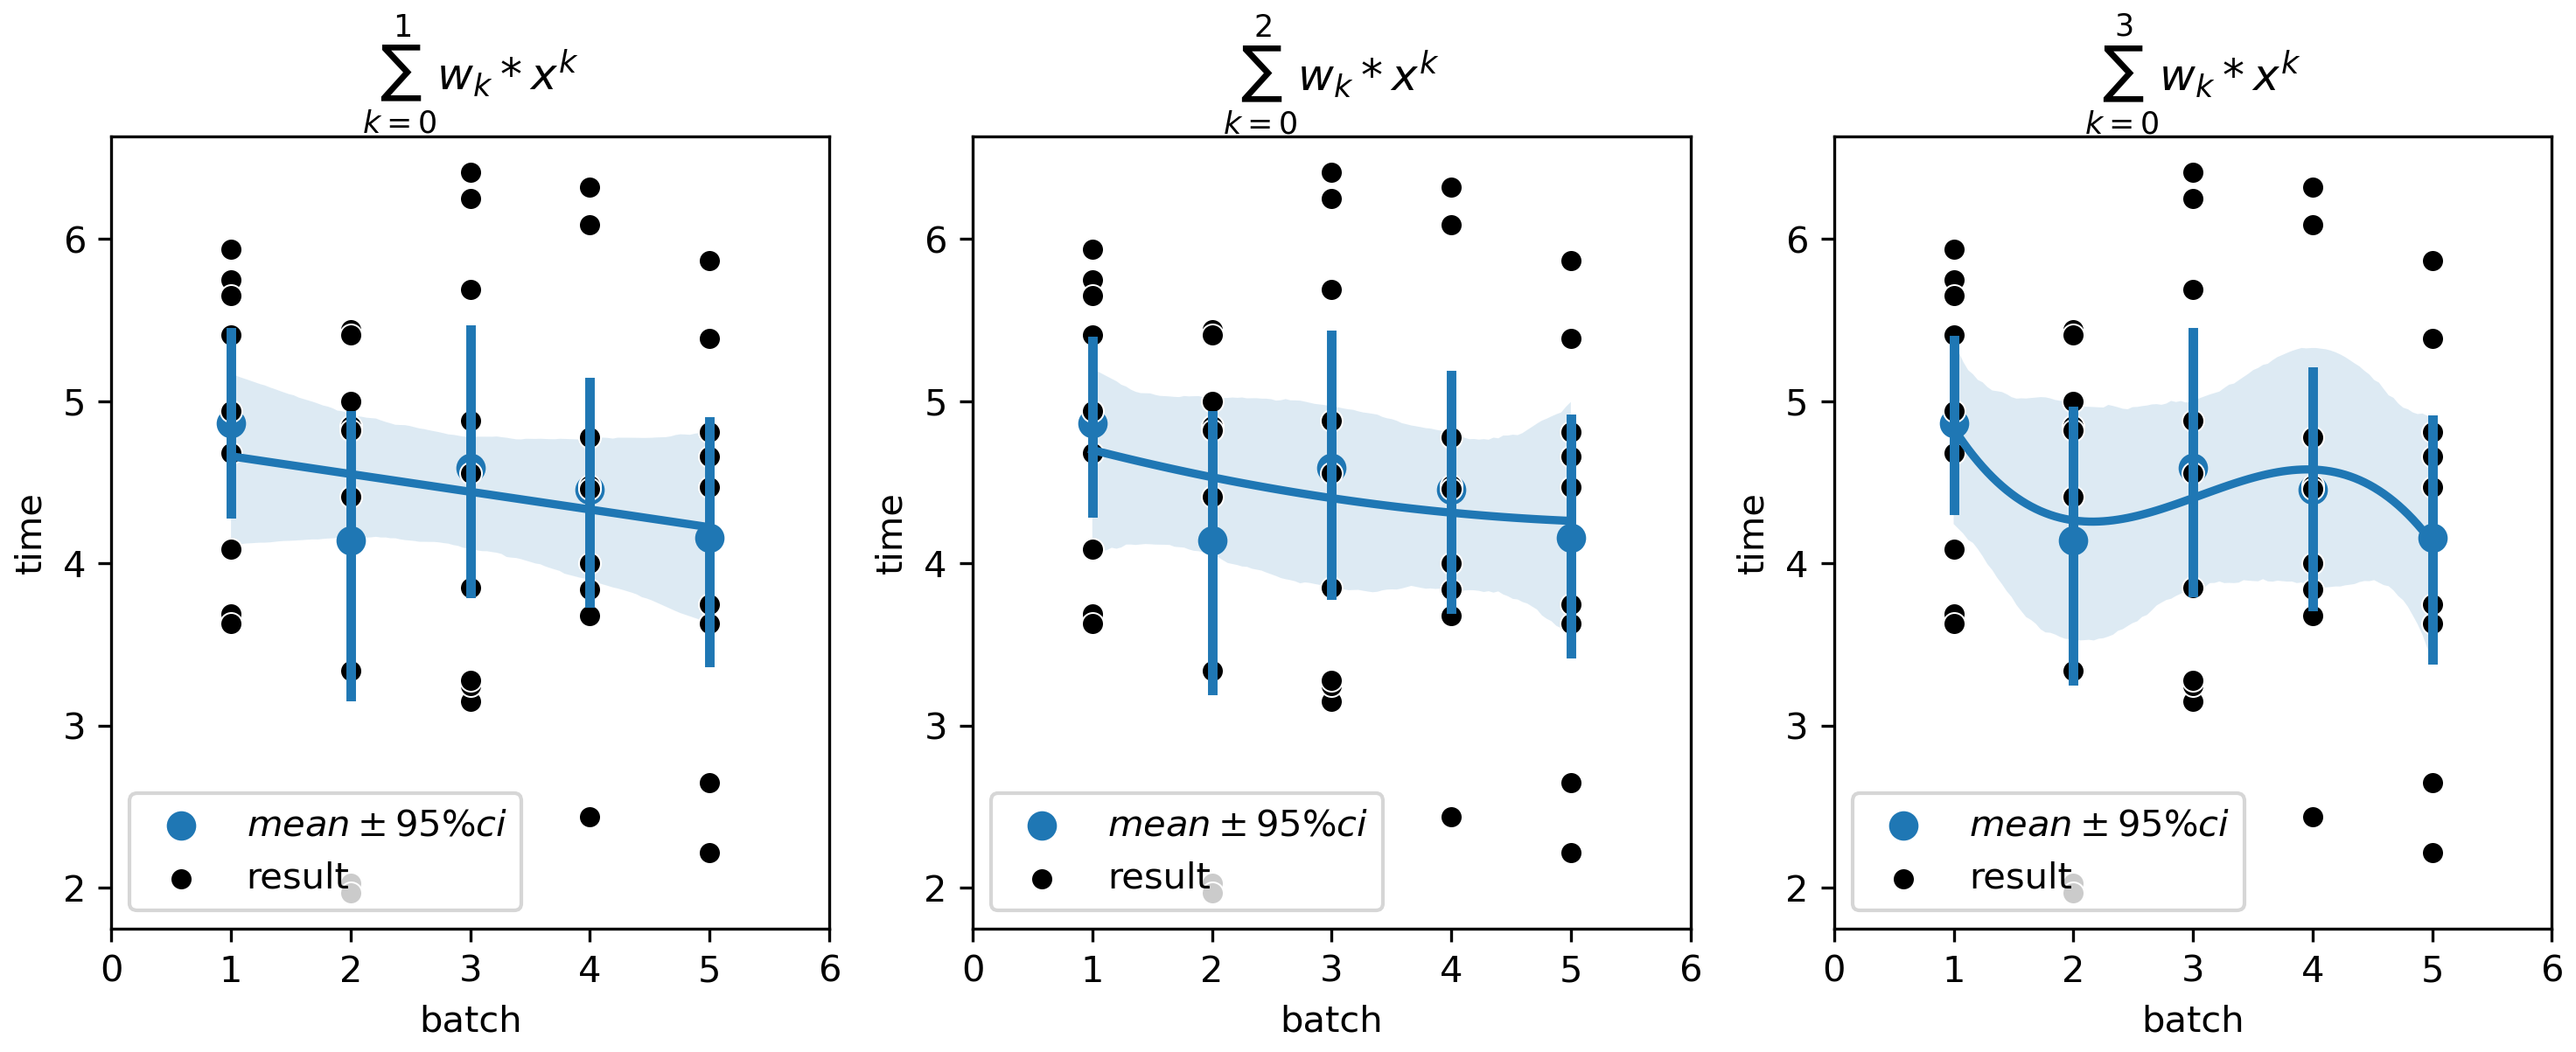 \sum_{k=0}^{1} w_k * x^k
time
6
5
4
3
2
mean ± 95%ci
result
0 1 2 3 4 5 6
batch
\sum_{k=0}^{2} w_k * x^k
time
6
5
4
3
2
mean ± 95%ci
result
0 1 2 3 4 5 6
batch
\sum_{k=0}^{3} w_k * x^k
time
6
5
4
3
2
mean ± 95%ci
result
0 1 2 3 4 5 6
batch